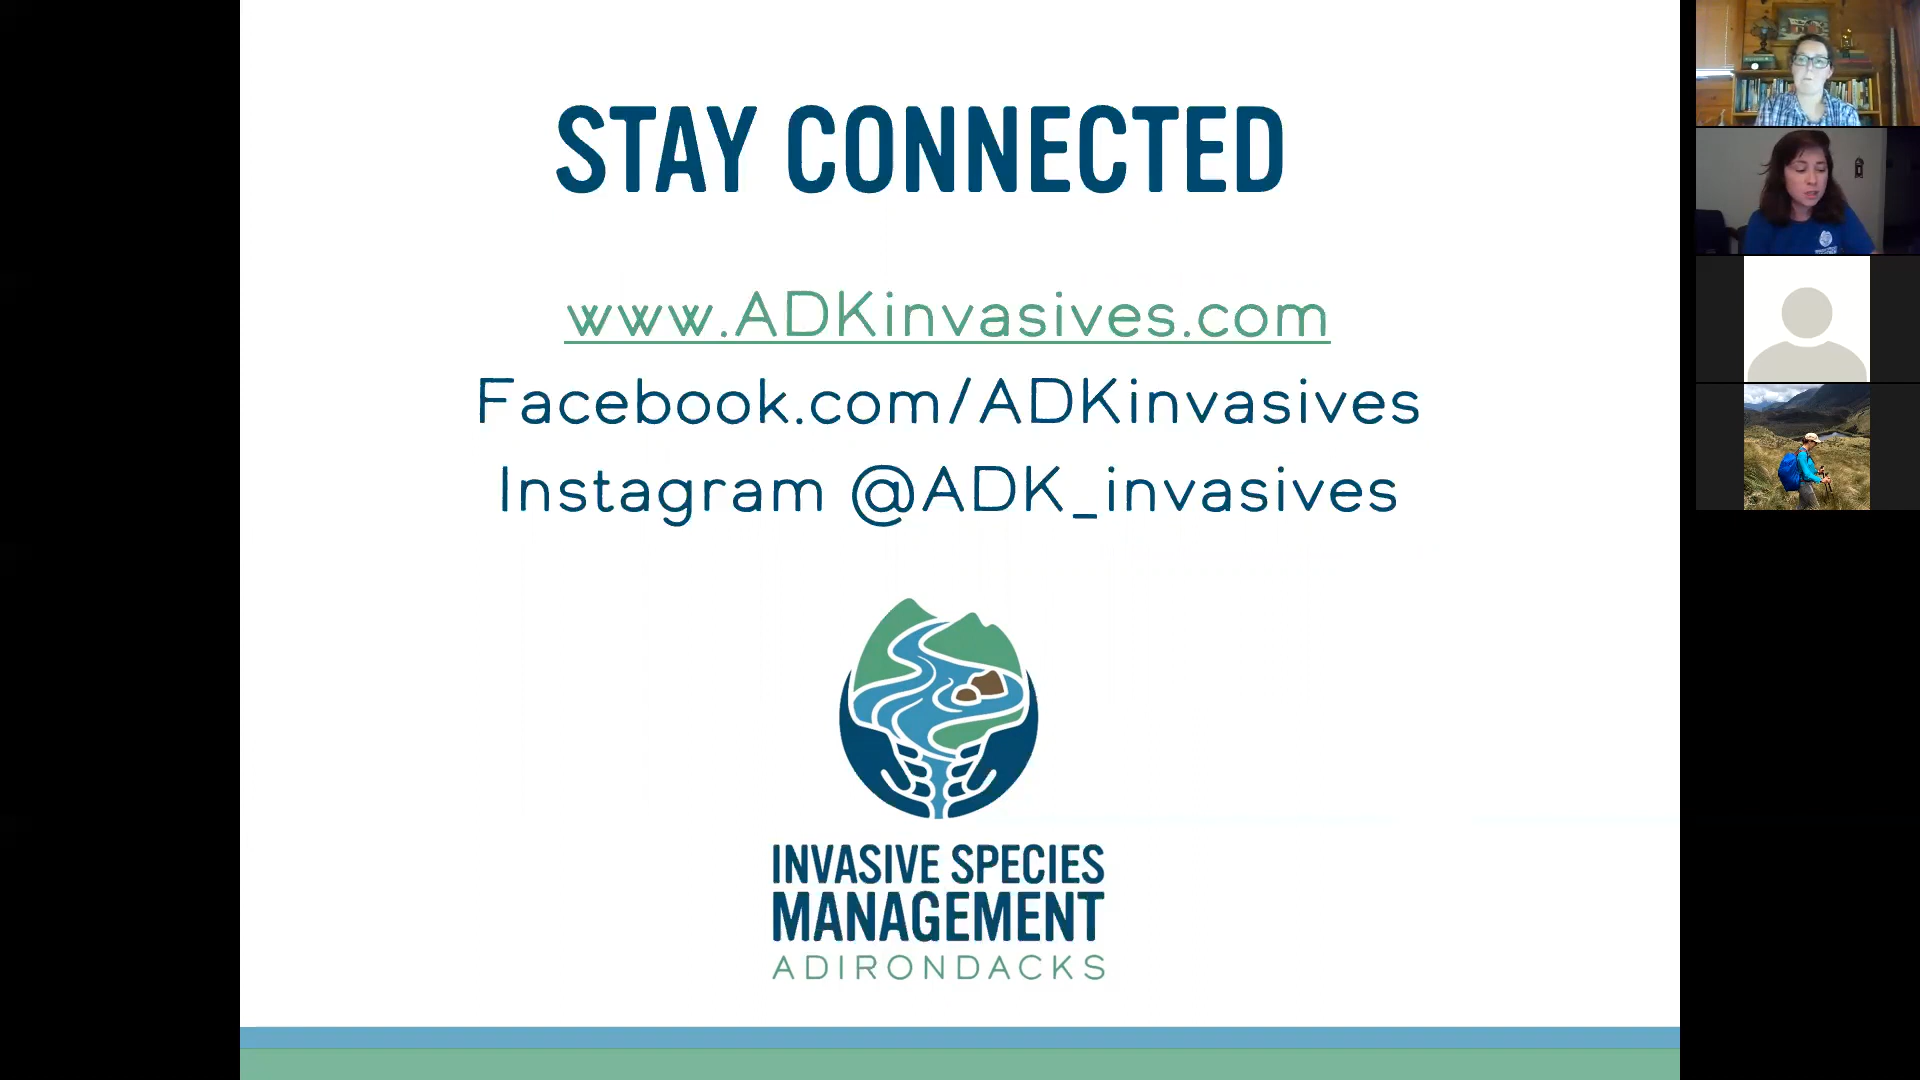 STAY CONNECTED
www.ADKinvasives.com
Facebook.com/ADKinvasives
Instagram @ADK_invasives
INVASIVE SPECIES
MANAGEMENT
ADIRONDACKS